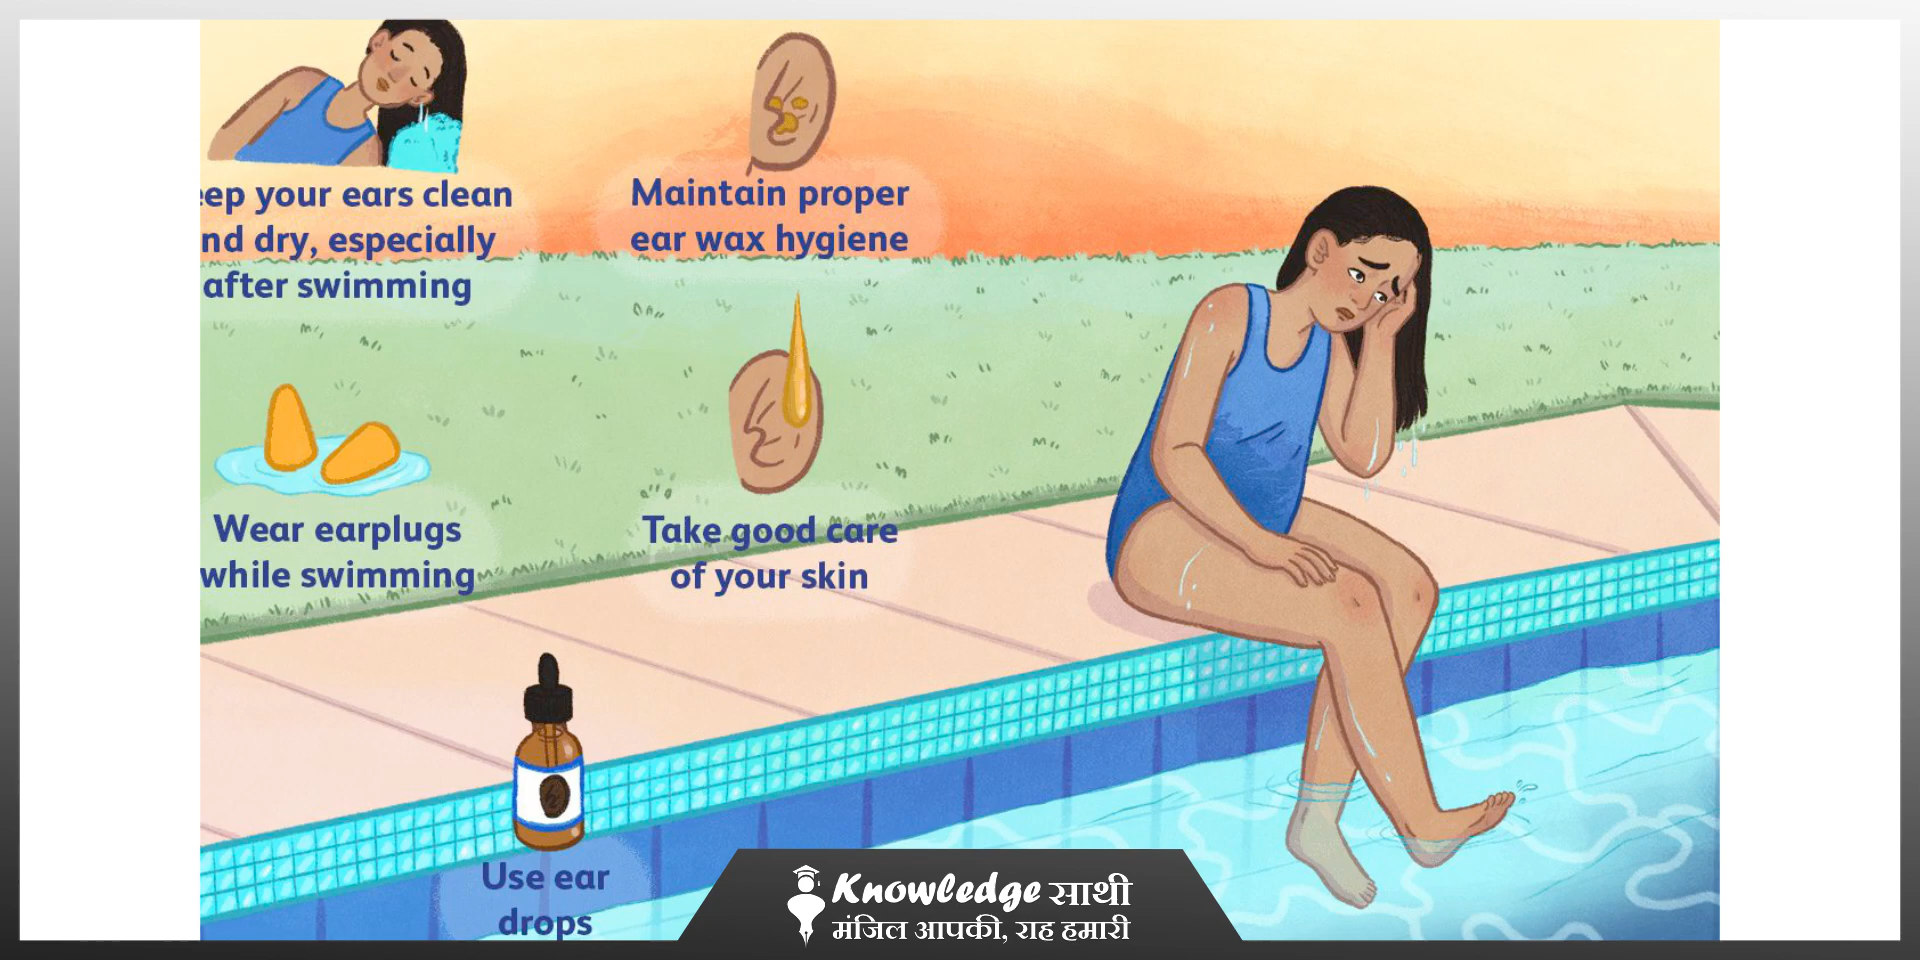 eep your ears clean
nd dry, especially
after swimming
Maintain proper
ear wax hygiene
Wear earplugs
while swimming
Take good care
of your skin
Use ear
drops
Knowledge साथी
मंजिल आपकी, राह हमारी